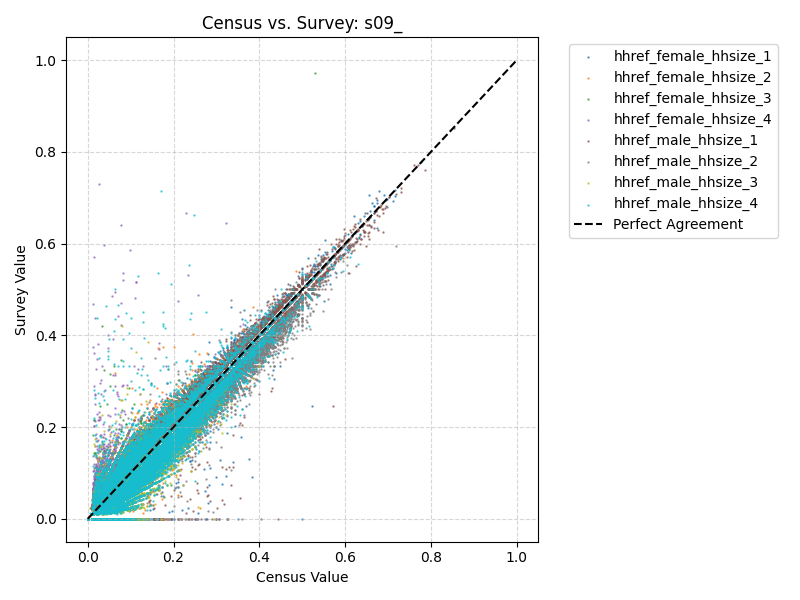 Census vs. Survey: s09_
Survey Value
1.0
0.8
0.6
0.4
0.2
0.0
0.0 0.2 0.4 0.6 0.8 1.0
Census Value
hhref_female_hhsize_1
hhref_female_hhsize_2
hhref_female_hhsize_3
hhref_female_hhsize_4
hhref_male_hhsize_1
hhref_male_hhsize_2
hhref_male_hhsize_3
hhref_male_hhsize_4
Perfect Agreement